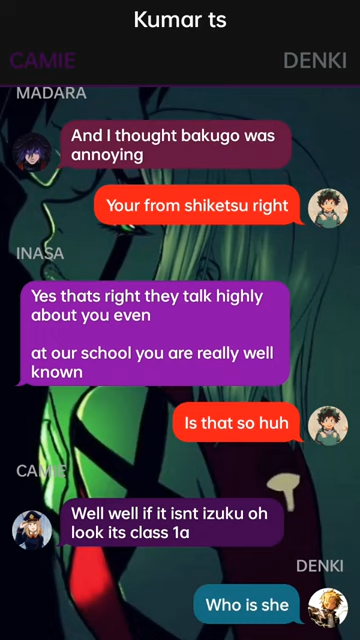 Kumar ts
CAMIE
DENKI
MADARA
And I thought bakugo was
annoying
Your from shiketsu right
INASA
Yes thats right they talk highly
about you even
at our school you are really well
known
Is that so huh
CAMIE
Well well if it isnt izuku oh
look its class 1a
DENKI
Who is she